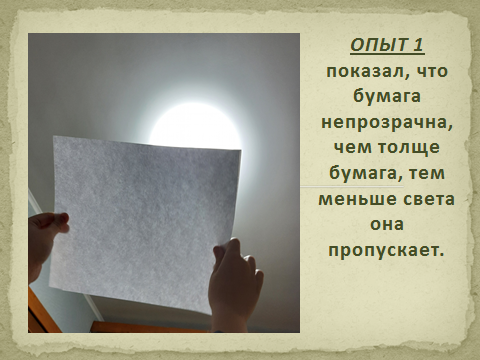 ОПЫТ 1
показал, что
бумага
непрозрачна,
чем толще
бумага, тем
меньше света
она
пропускает.